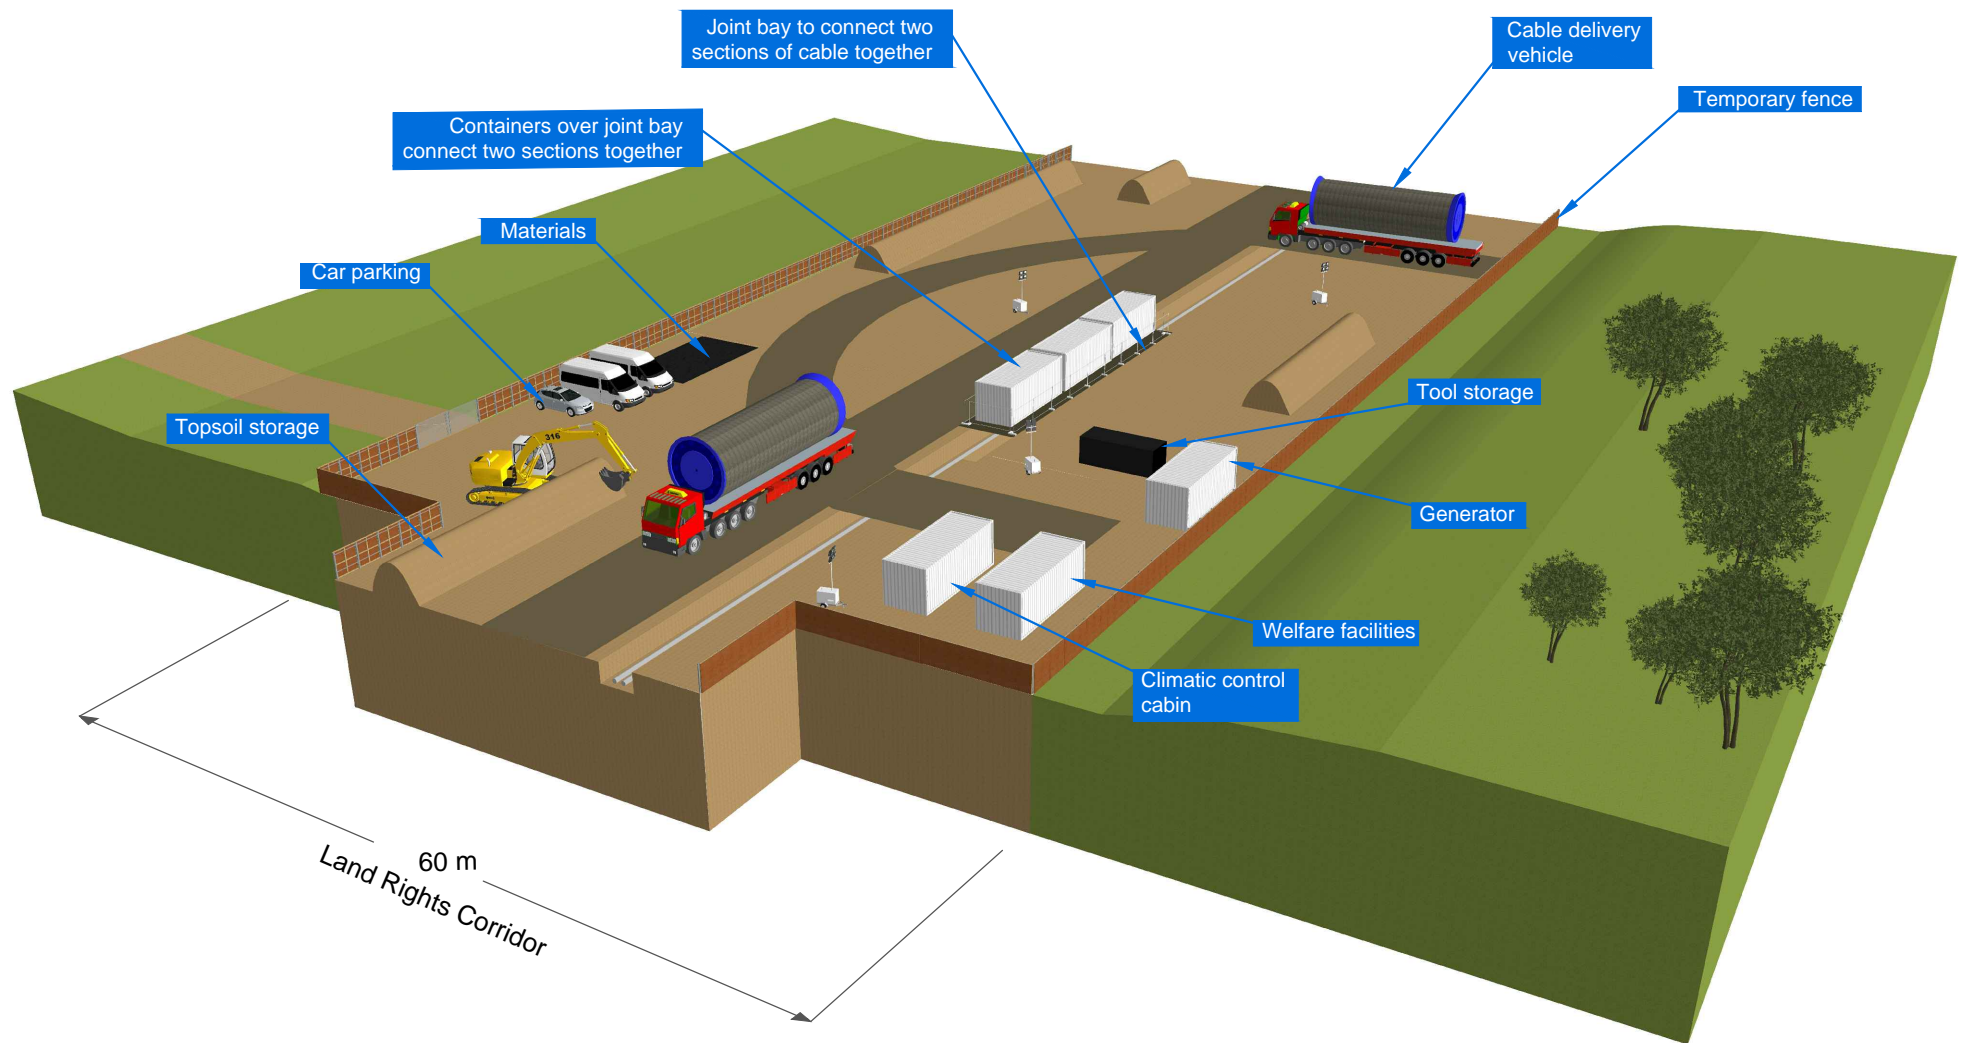 Joint bay to connect two
sections of cable together
Cable delivery
vehicle
Temporary fence
Containers over joint bay
connect two sections together
Materials
Car parking
Topsoil storage
316
Tool storage
Generator
Welfare facilities
Climatic control
cabin
60 m
Land Rights Corridor